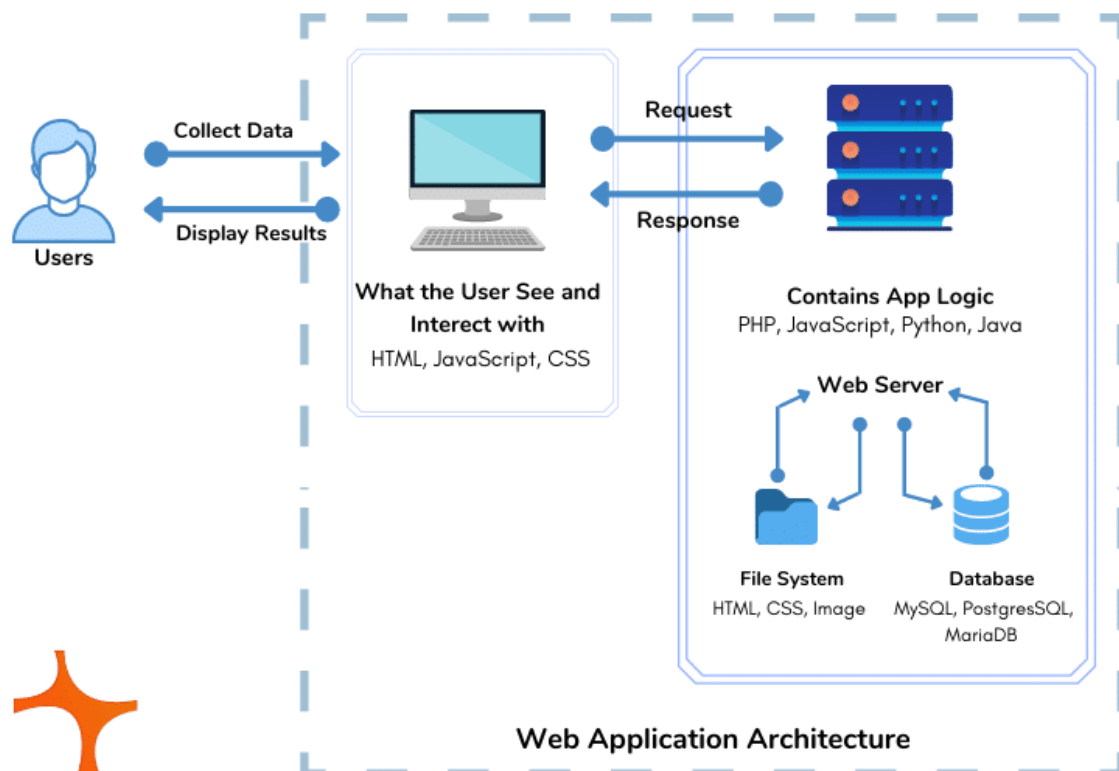 Collect Data
Display Results
Users
What the User See and
Interect with
HTML, JavaScript, CSS
Request
Response
Contains App Logic
PHP, JavaScript, Python, Java
Web Server
File System
HTML, CSS, Image
Database
MySQL, PostgresSQL,
MariaDB
Web Application Architecture